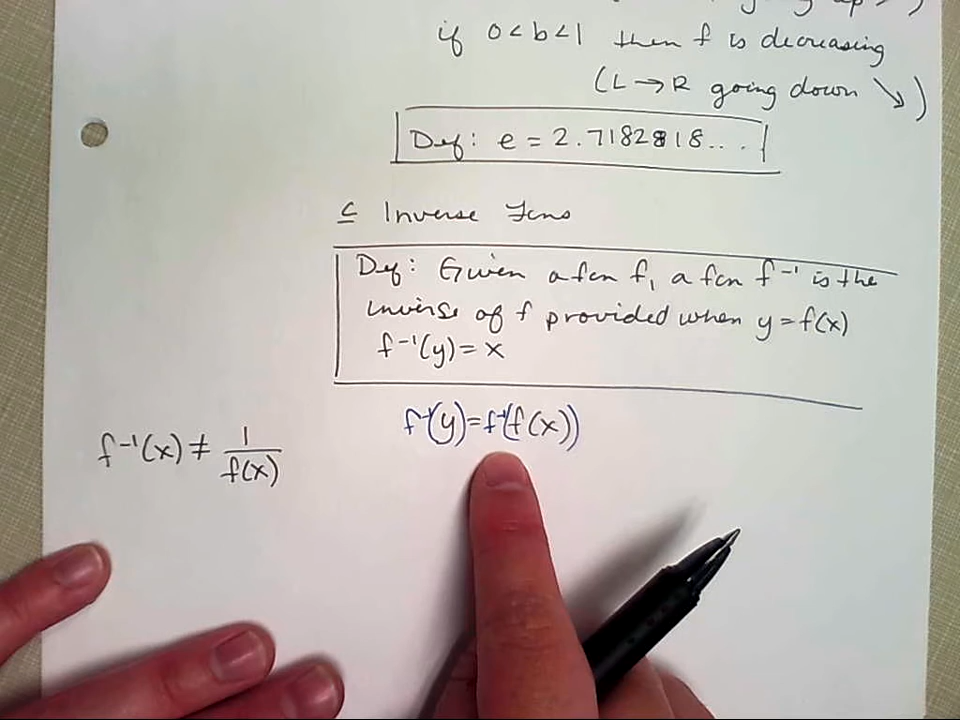 if 0 < b < 1 then f is decreasing
(L → R going down ↘)
Def: e = 2.7182818...
C Inverse Fcns
Def: Given a fcn f, a fcn f⁻¹ is the
inverse of f provided when y = f(x)
f⁻¹(y) = x
f⁻¹(y) = f⁻¹(f(x))
f⁻¹(x) ≠ 1/f(x)